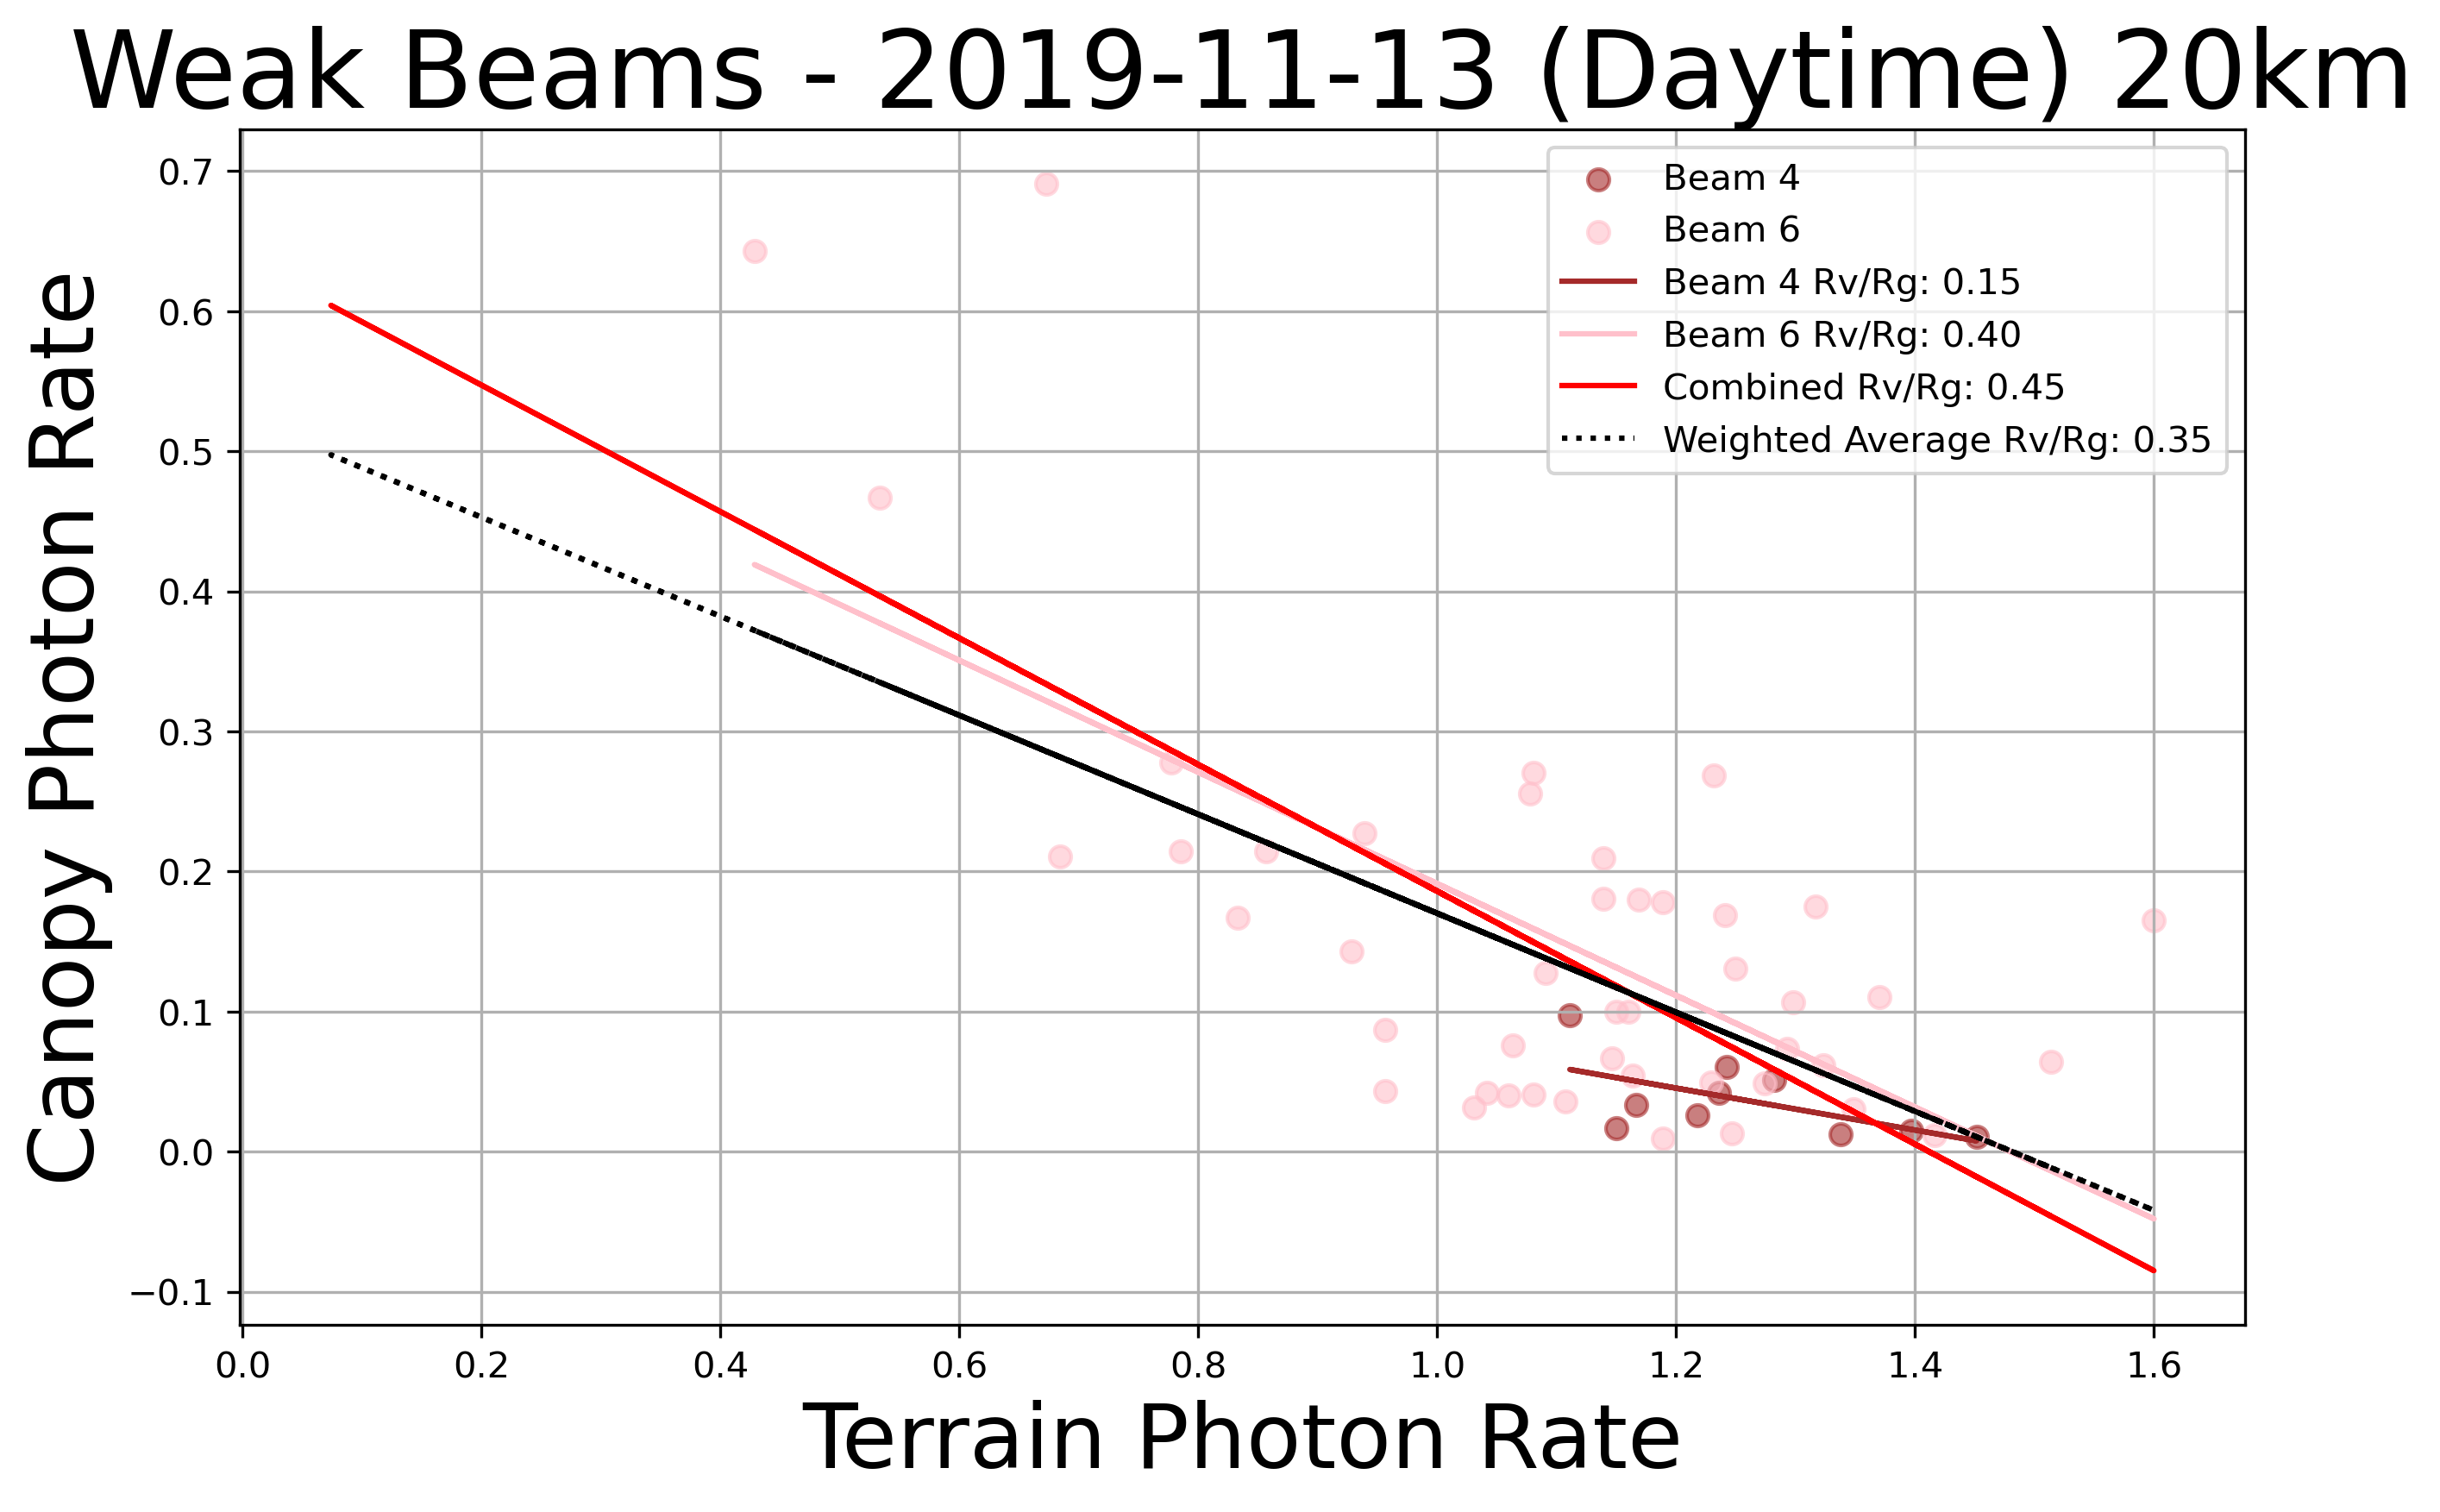 Weak Beams - 2019-11-13 (Daytime) 20km
Canopy Photon Rate
0.7
0.6
0.5
0.4
0.3
0.2
0.1
0.0
−0.1
Beam 4
Beam 6
Beam 4 Rv/Rg: 0.15
Beam 6 Rv/Rg: 0.40
Combined Rv/Rg: 0.45
Weighted Average Rv/Rg: 0.35
0.0 0.2 0.4 0.6 0.8 1.0 1.2 1.4 1.6
Terrain Photon Rate